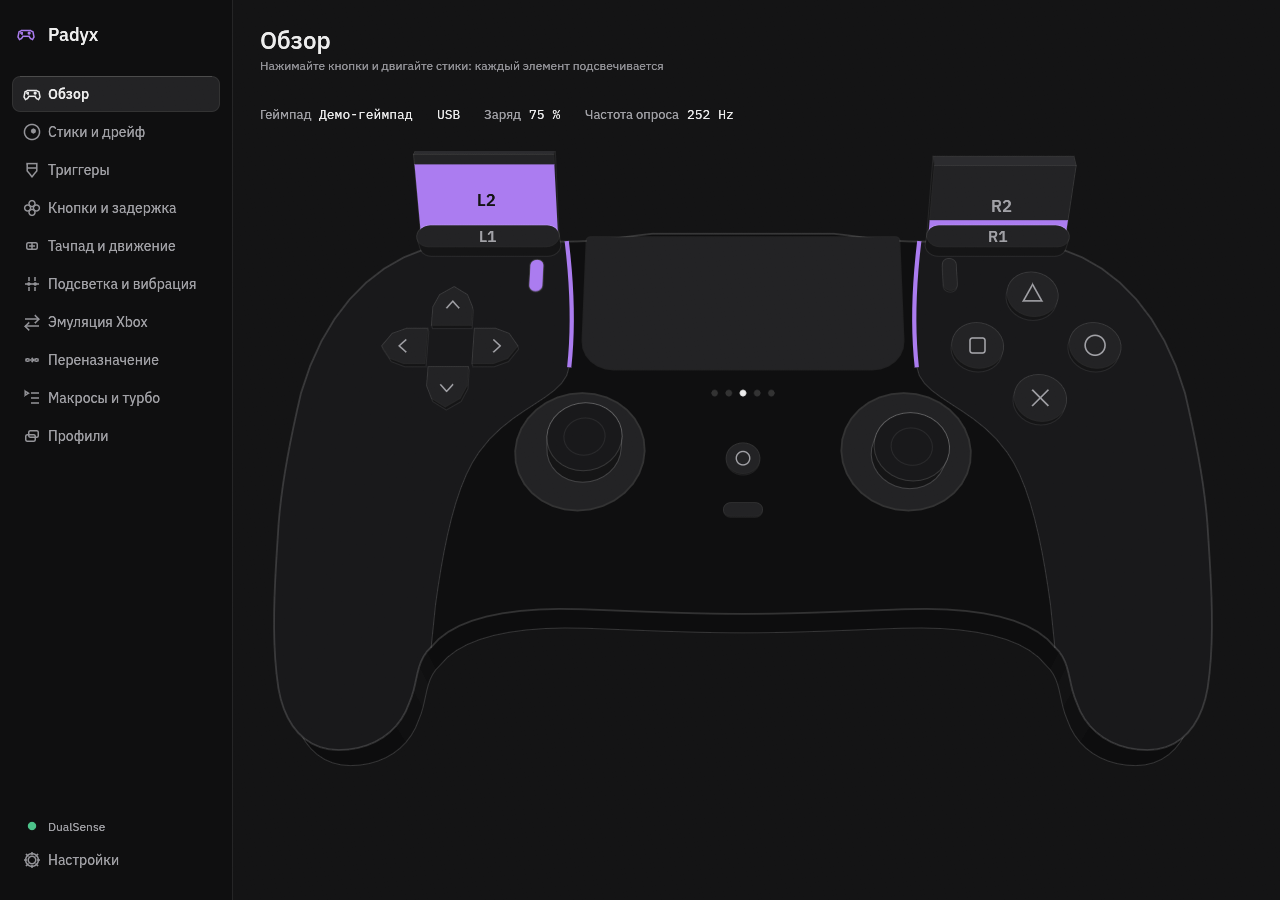 Padyx
Обзор
Стики и дрейф
Триггеры
Кнопки и задержка
Тачпад и движение
Подсветка и вибрация
Эмуляция Xbox
Переназначение
Макросы и турбо
Профили
DualSense
Настройки
Обзор
Нажимайте кнопки и двигайте стики: каждый элемент подсвечивается
Геймпад Демо-геймпад USB Заряд 75 % Частота опроса 252 Hz
L2
R2
L1
R1